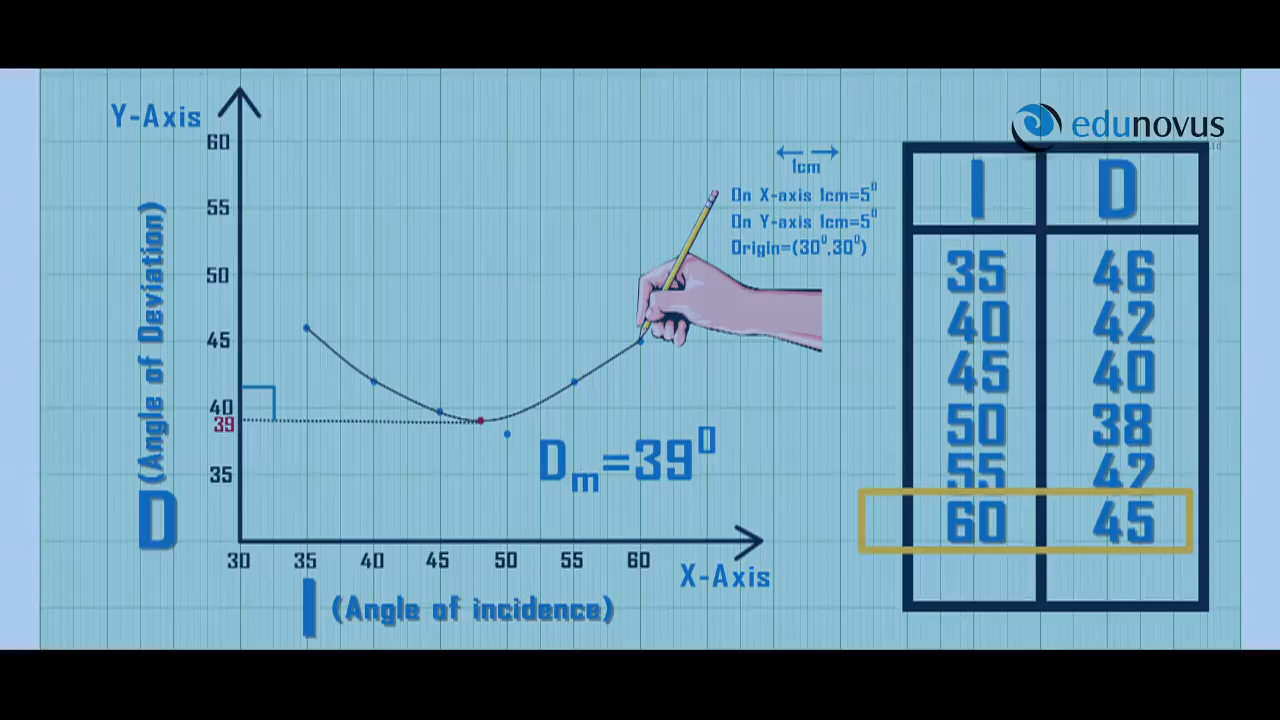 Y-Axis
60
55
50
45
40
39
35
30 35 40 45 50 55 60
X-Axis
D (Angle of Deviation)
I (Angle of incidence)
1cm
On X-axis 1cm=5⁰
On Y-axis 1cm=5⁰
Origin=(30⁰,30⁰)
Dm=39⁰
edunovus
Ltd
I D
35 46
40 42
45 40
50 38
55 42
60 45